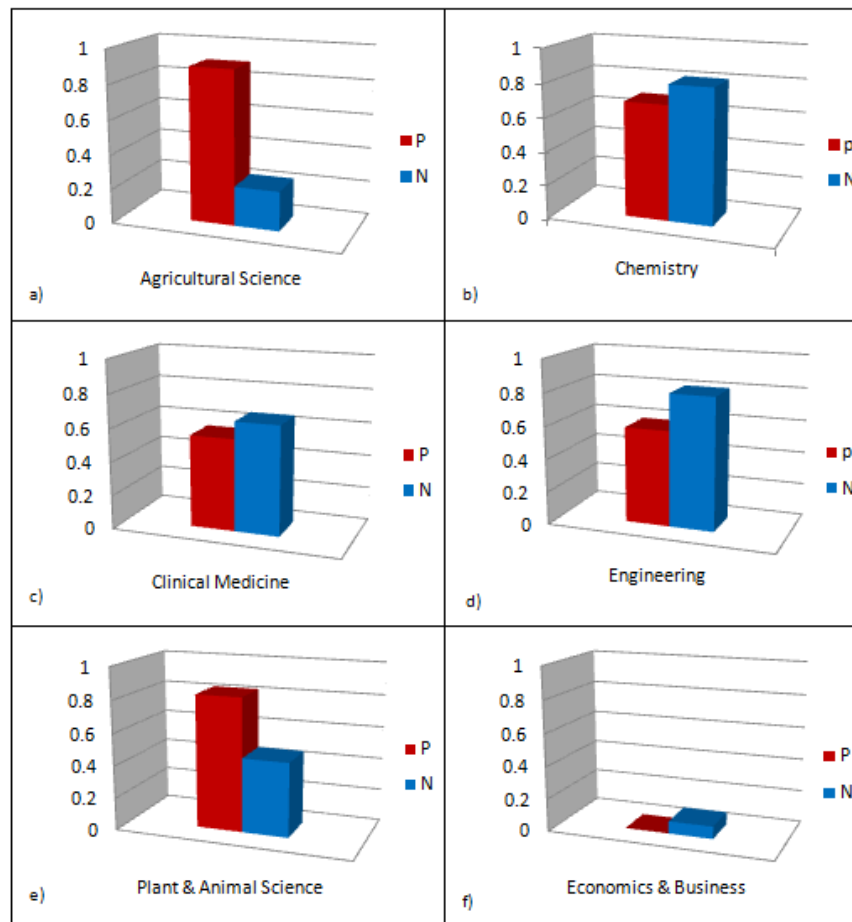 1
0.8
0.6
0.4
0.2
0
P
N
Agricultural Science
a)
1
0.8
0.6
0.4
0.2
0
p
N
Chemistry
b)
1
0.8
0.6
0.4
0.2
0
P
N
Clinical Medicine
c)
1
0.8
0.6
0.4
0.2
0
p
N
Engineering
d)
1
0.8
0.6
0.4
0.2
0
P
N
Plant & Animal Science
e)
1
0.8
0.6
0.4
0.2
0
P
N
Economics & Business
f)